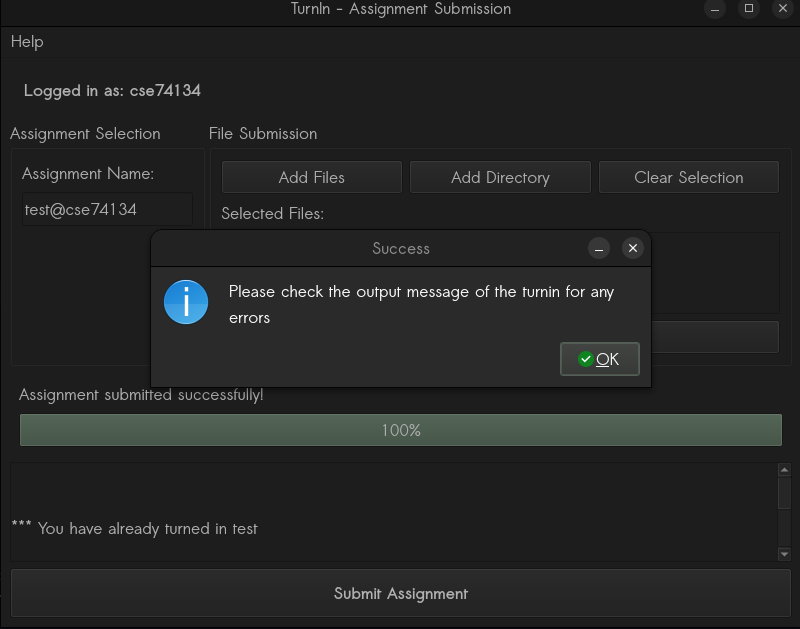 TurnIn - Assignment Submission
Help
Logged in as: cse74134
Assignment Selection
File Submission
Assignment Name:
test@cse74134
Add Files
Add Directory
Clear Selection
Selected Files:
Success
Please check the output message of the turnin for any
errors
OK
Assignment submitted successfully!
100%
*** You have already turned in test
Submit Assignment